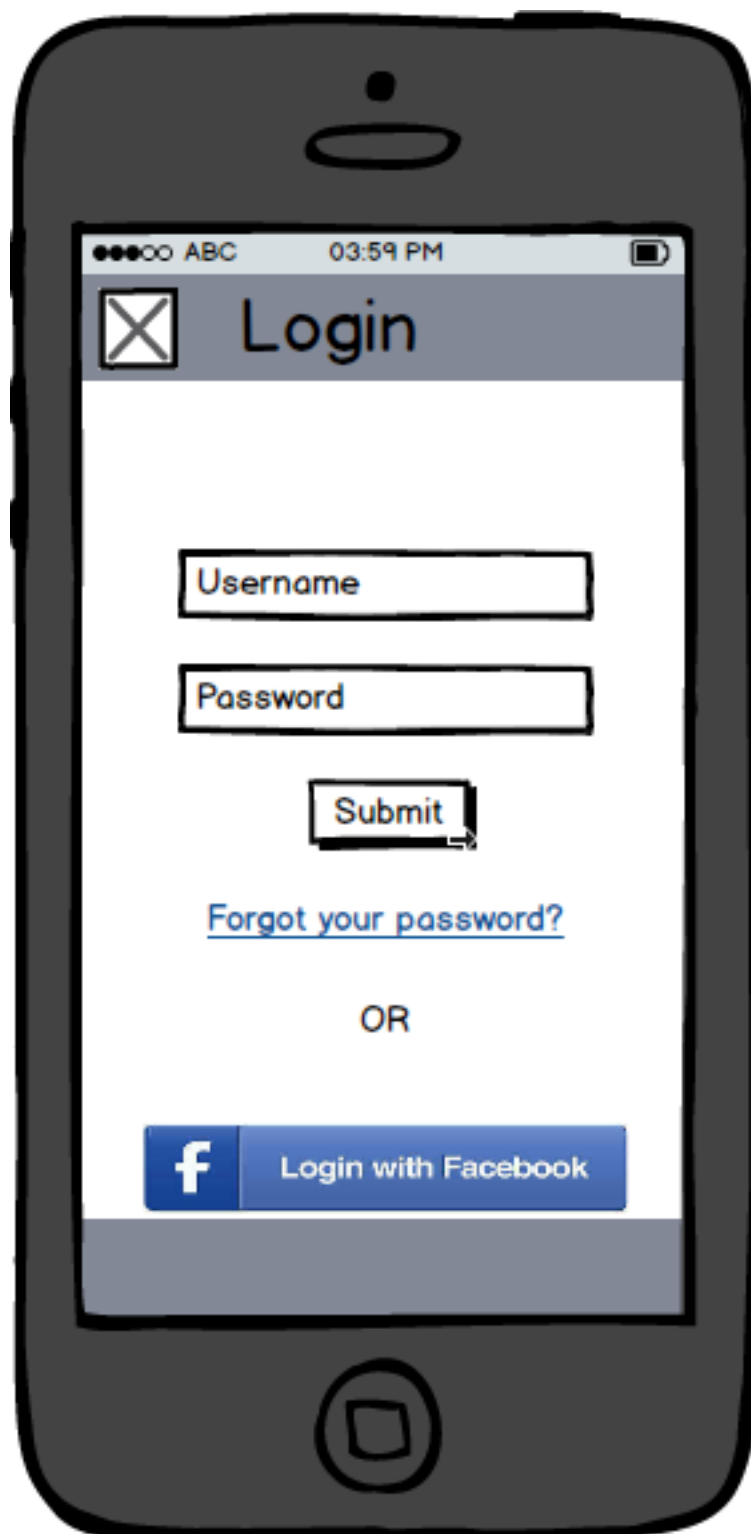 ABC 03:59 PM
Login
Username
Password
Submit
Forgot your password?
OR
f Login with Facebook